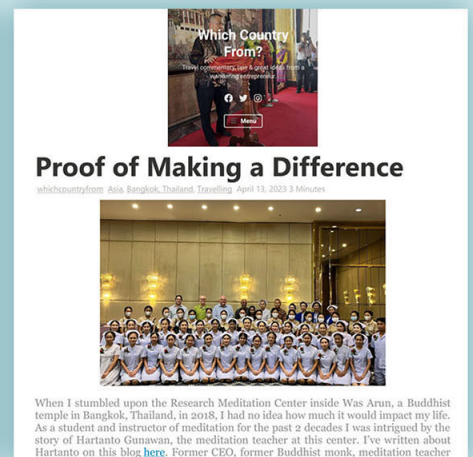 Which Country
From?
Travel commentary, tips & great ideas from a
wandering entrepreneur.
Menu
Proof of Making a Difference
whichcountryfrom Asia, Bangkok, Thailand, Travelling April 13, 2023 3 Minutes
When I stumbled upon the Research Meditation Center inside Was Arun, a Buddhist
temple in Bangkok, Thailand, in 2018, I had no idea how much it would impact my life.
As a student and instructor of meditation for the past 2 decades I was intrigued by the
story of Hartanto Gunawan, the meditation teacher at this center. I've written about
Hartanto on this blog here. Former CEO, former Buddhist monk, meditation teacher